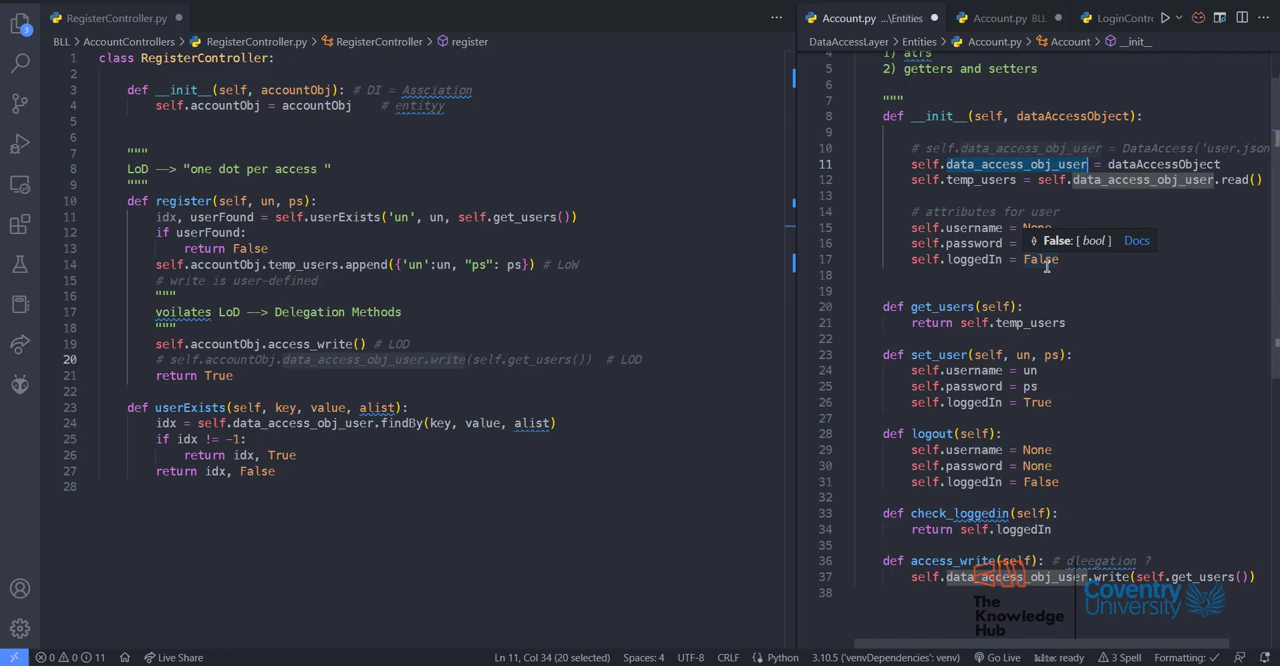 RegisterController.py
BLL > AccountControllers > RegisterController.py > RegisterController > register
1 class RegisterController:
2
3 def __init__(self, accountObj): # DI = Assciation
4 self.accountObj = accountObj # entityy
5
6
7 """
8 LoD --> "one dot per access "
9 """
10 def register(self, un, ps):
11 idx, userFound = self.userExists('un', un, self.get_users())
12 if userFound:
13 return False
14 self.accountObj.temp_users.append({'un':un, "ps": ps}) # LoW
15 # write is user-defined
16 """
17 voilates LoD --> Delegation Methods
18 """
19 self.accountObj.access_write() # LOD
20 # self.accountObj.data_access_obj_user.write(self.get_users()) # LOD
21 return True
22
23 def userExists(self, key, value, alist):
24 idx = self.data_access_obj_user.findBy(key, value, alist)
25 if idx != -1:
26 return idx, True
27 return idx, False
28
Account.py ...\Entities Account.py BLL LoginContr
DataAccessLayer > Entities > Account.py > Account > __init__
4 1) atrs
5 2) getters and setters
6
7 """
8 def __init__(self, dataAccessObject):
9
10 # self.data_access_obj_user = DataAccess('user.json
11 self.data_access_obj_user = dataAccessObject
12 self.temp_users = self.data_access_obj_user.read()
13
14 # attributes for user
15 self.username = None
16 self.password =
False: [ bool ] Docs
17 self.loggedIn = False
18
19
20 def get_users(self):
21 return self.temp_users
22
23 def set_user(self, un, ps):
24 self.username = un
25 self.password = ps
26 self.loggedIn = True
27
28 def logout(self):
29 self.username = None
30 self.password = None
31 self.loggedIn = False
32
33 def check_loggedin(self):
34 return self.loggedIn
35
36 def access_write(self): # dleegation ?
37 self.data_access_obj_user.write(self.get_users())
38
The
Knowledge
Hub
Coventry
University
3
0 0 11 Live Share Ln 11, Col 34 (20 selected) Spaces: 4 UTF-8 CRLF Python 3.10.5 ('venvDependencies': venv) Go Live kite: ready 3 Spell Formatting: